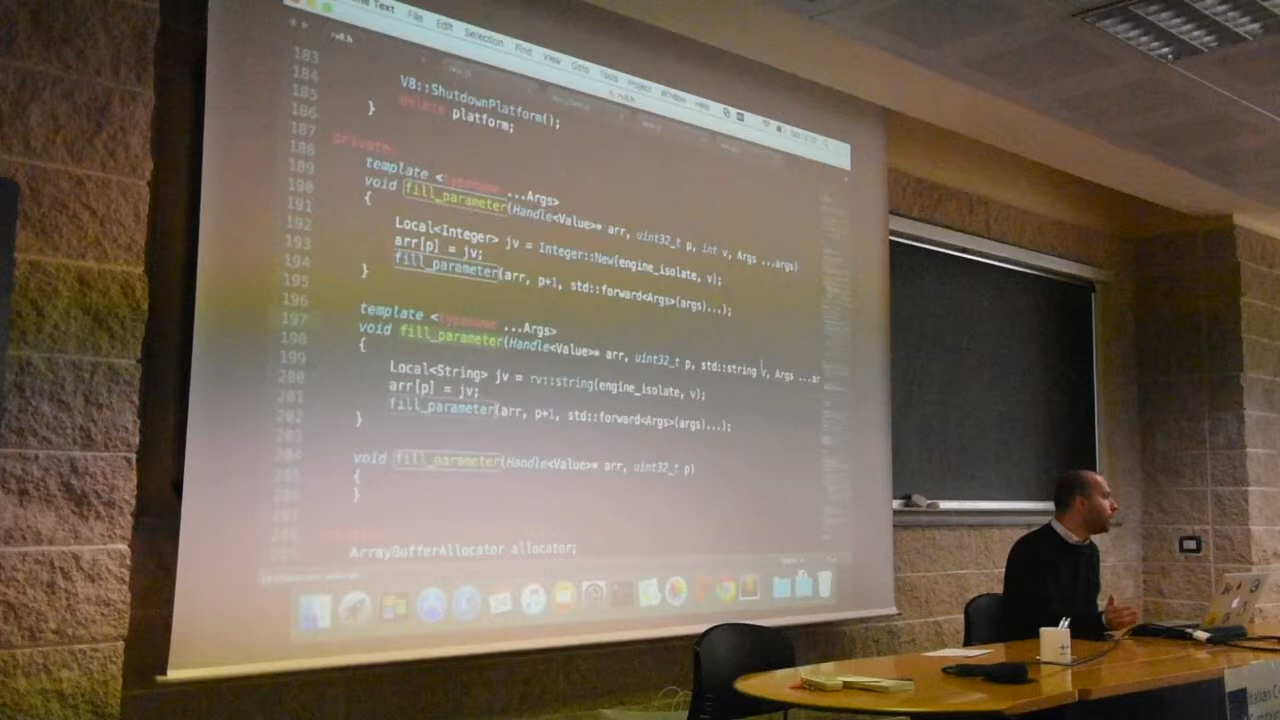 Text File Edit Selection Find View Goto Tools Project Window Help
rv8.h
183
184 V8::ShutdownPlatform();
185 delete platform;
186 }
187
188 private:
189 template <typename ...Args>
190 void fill_parameter(Handle<Value>* arr, uint32_t p, int v, Args ...args)
191 {
192 Local<Integer> jv = Integer::New(engine_isolate, v);
193 arr[p] = jv;
194 fill_parameter(arr, p+1, std::forward<Args>(args)...);
195 }
196
197 template <typename ...Args>
198 void fill_parameter(Handle<Value>* arr, uint32_t p, std::string v, Args ...ar
199 {
200 Local<String> jv = rv::string(engine_isolate, v);
201 arr[p] = jv;
202 fill_parameter(arr, p+1, std::forward<Args>(args)...);
203 }
204
205 void fill_parameter(Handle<Value>* arr, uint32_t p)
{
}
ArrayBufferAllocator allocator;
Italian